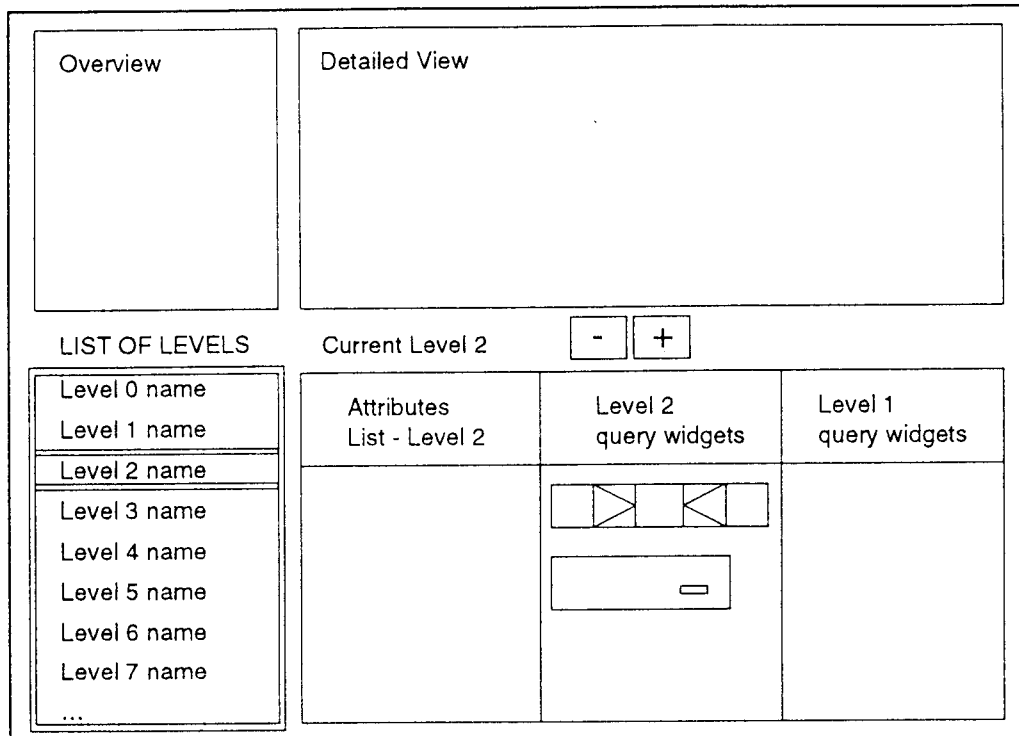 Overview
Detailed View
LIST OF LEVELS
Current Level 2
-
+
Level 0 name
Level 1 name
Level 2 name
Level 3 name
Level 4 name
Level 5 name
Level 6 name
Level 7 name
...
Attributes
List - Level 2
Level 2
query widgets
Level 1
query widgets